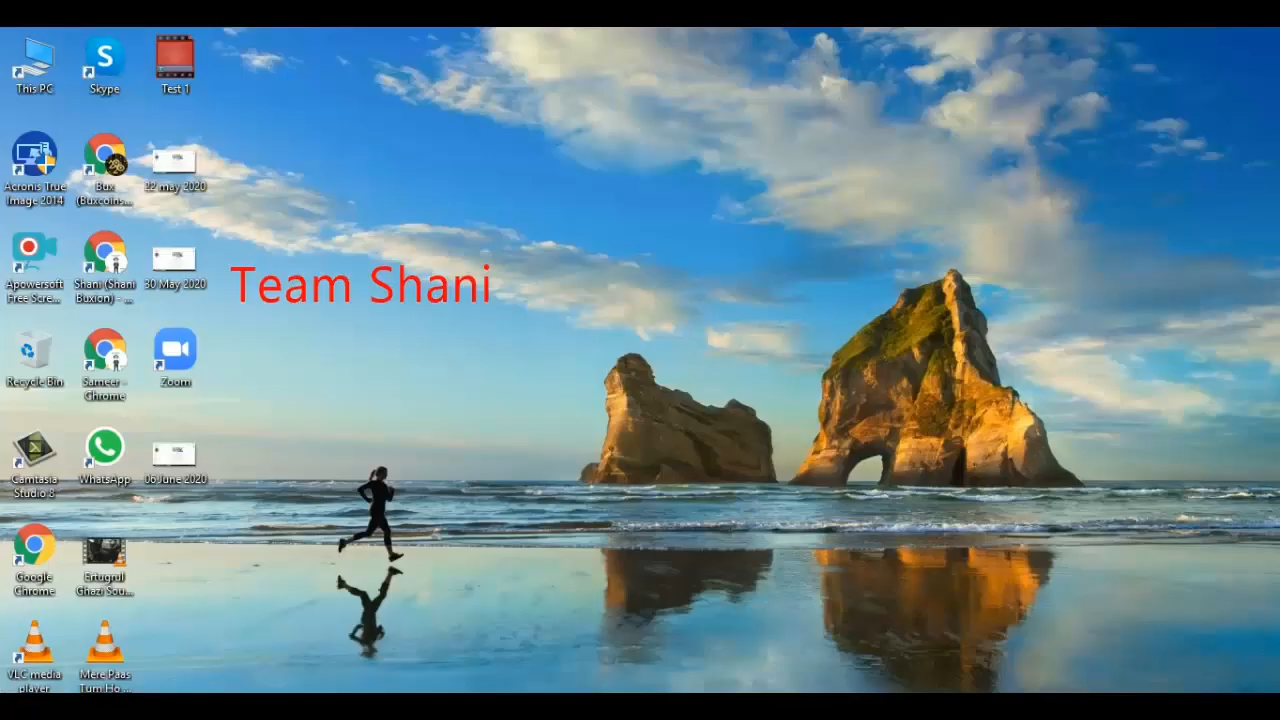 This PC
Skype
Test 1
Acronis True
Image 2014
Bux
(Buxcoins...
22 may 2020
Apowersoft
Free Scre...
Shani (Shani
Buxion) - ...
30 May 2020
Team Shani
Recycle Bin
Sameer -
Chrome
Zoom
Camtasia
Studio 8
WhatsApp
06 June 2020
Google
Chrome
Ertugrul
Ghazi Sou...
VLC media
player
Mere Paas
Tum Ho ...